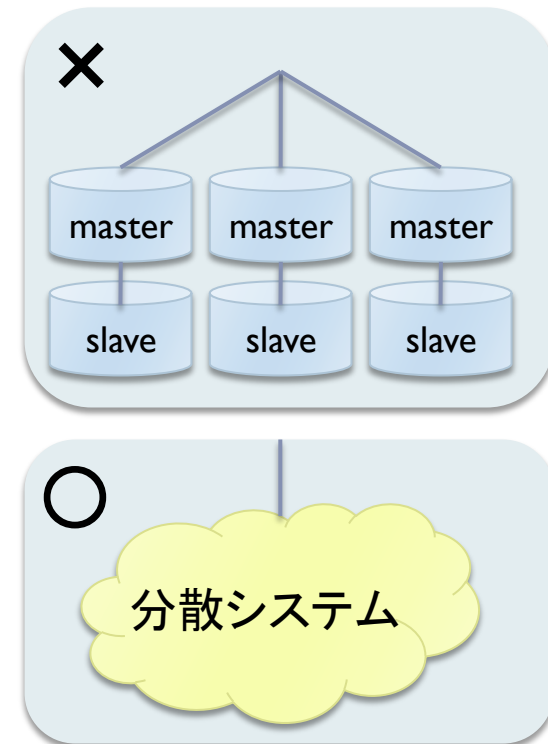 ×
master master master
slave slave slave
○
分散システム